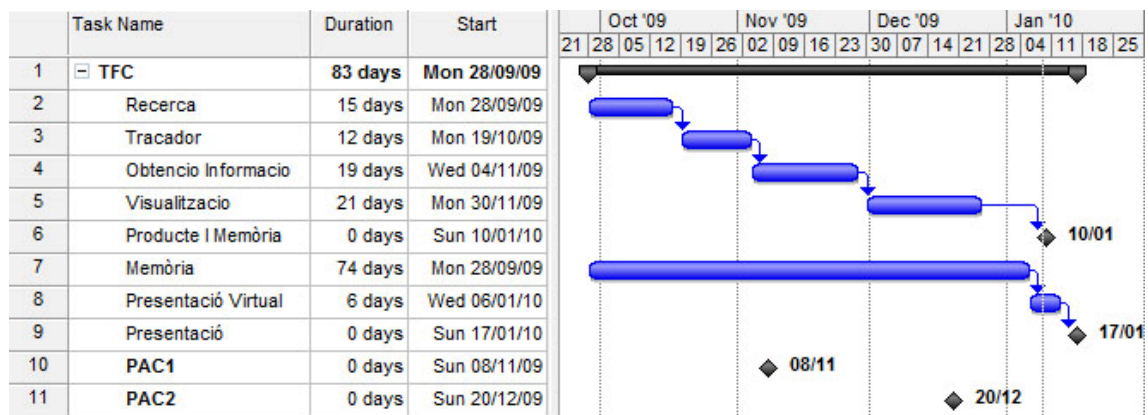 Task Name Duration Start Oct '09 Nov '09 Dec '09 Jan '10
21 28 05 12 19 26 02 09 16 23 30 07 14 21 28 04 11 18 25
1 TFC 83 days Mon 28/09/09
2 Recerca 15 days Mon 28/09/09
3 Tracador 12 days Mon 19/10/09
4 Obtencio Informacio 19 days Wed 04/11/09
5 Visualitzacio 21 days Mon 30/11/09
6 Producte I Memòria 0 days Sun 10/01/10 10/01
7 Memòria 74 days Mon 28/09/09
8 Presentació Virtual 6 days Wed 06/01/10
9 Presentació 0 days Sun 17/01/10 17/01
10 PAC1 0 days Sun 08/11/09 08/11
11 PAC2 0 days Sun 20/12/09 20/12